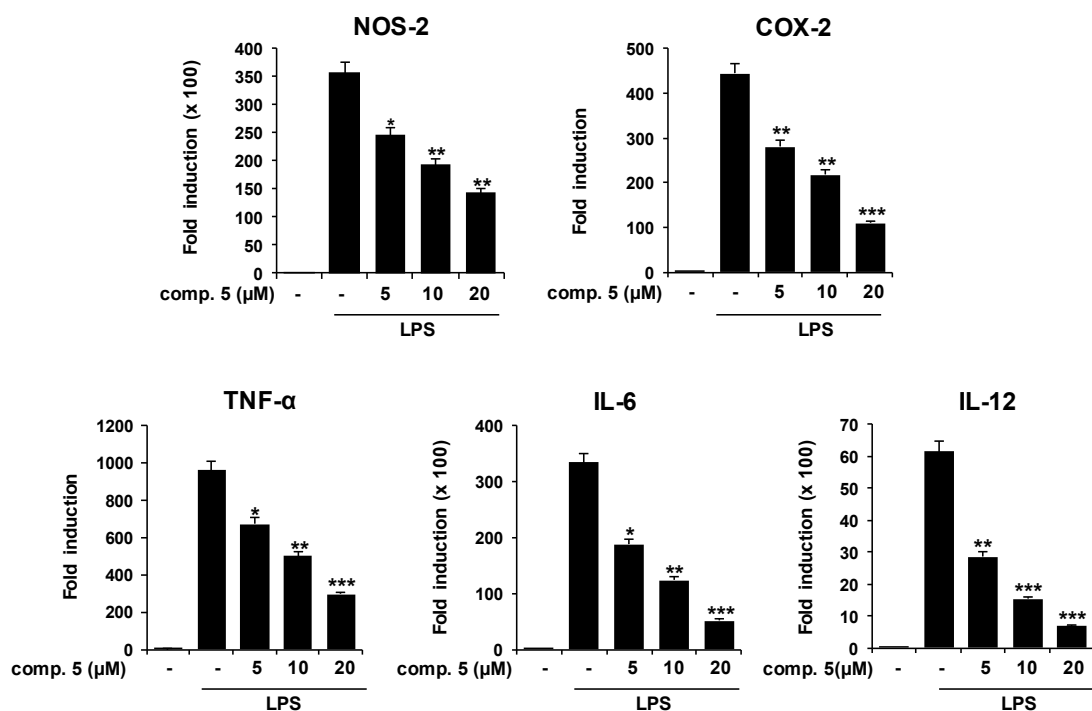 NOS-2
Fold induction (x 100)
400
350
300
250
200
150
100
50
0
*
**
**
comp. 5 (µM) - - 5 10 20
LPS
COX-2
Fold induction
500
400
300
200
100
0
**
**
***
- - 5 10 20
LPS
TNF-α
Fold induction
1200
1000
800
600
400
200
0
*
**
***
comp. 5 (µM) - - 5 10 20
LPS
IL-6
Fold induction (x 100)
400
300
200
100
0
*
**
***
comp. 5 (µM) - - 5 10 20
LPS
IL-12
Fold induction (x 100)
70
60
50
40
30
20
10
0
**
***
***
comp. 5(µM) - - 5 10 20
LPS